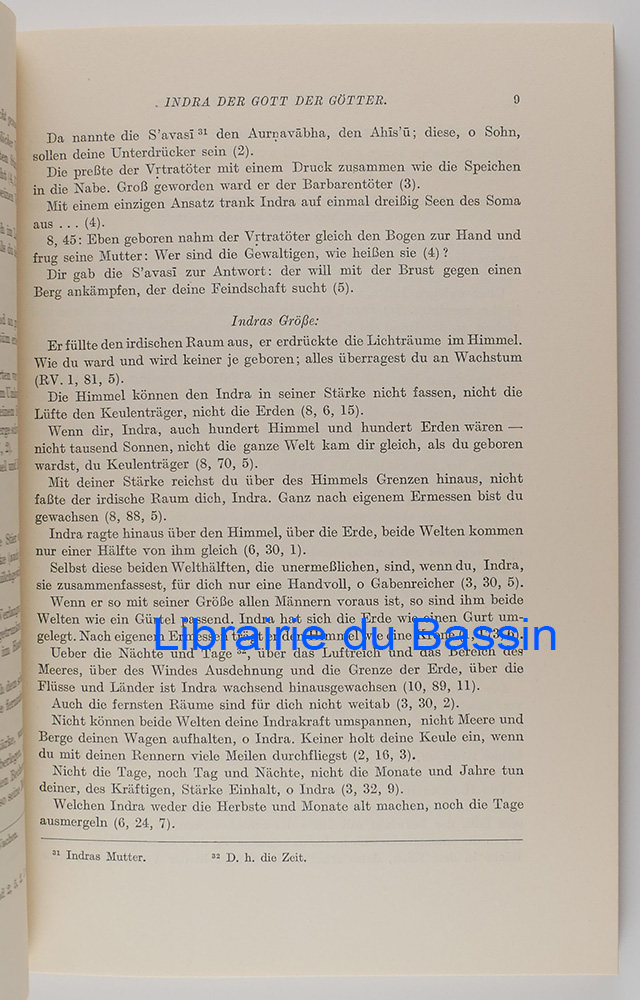 . INDRA DER GOTT DER GÖTTER. 9
Da nannte die S'avasī ³¹ den Aurṇavābha, den Ahīs'ū; diese, o Sohn,
sollen deine Unterdrücker sein (2).
Die preßte der Vṛtratöter mit einem Druck zusammen wie die Speichen
in die Nabe. Groß geworden ward er der Barbarentöter (3).
Mit einem einzigen Ansatz trank Indra auf einmal dreißig Seen des Soma
aus . . . (4).
8, 45: Eben geboren nahm der Vṛtratöter gleich den Bogen zur Hand und
frug seine Mutter: Wer sind die Gewaltigen, wie heißen sie (4)?
Dir gab die S'avasī zur Antwort: der will mit der Brust gegen einen
Berg ankämpfen, der deine Feindschaft sucht (5).
Indras Größe:
Er füllte den irdischen Raum aus, er erdrückte die Lichträume im Himmel.
Wie du ward und wird keiner je geboren; alles überragest du an Wachstum
(RV. 1, 81, 5).
Die Himmel können den Indra in seiner Stärke nicht fassen, nicht die
Lüfte den Keulenträger, nicht die Erden (8, 6, 15).
Wenn dir, Indra, auch hundert Himmel und hundert Erden wären —
nicht tausend Sonnen, nicht die ganze Welt kam dir gleich, als du geboren
wardst, du Keulenträger (8, 70, 5).
Mit deiner Stärke reichst du über des Himmels Grenzen hinaus, nicht
faßte der irdische Raum dich, Indra. Ganz nach eigenem Ermessen bist du
gewachsen (8, 88, 5).
Indra ragte hinaus über den Himmel, über die Erde, beide Welten kommen
nur einer Hälfte von ihm gleich (6, 30, 1).
Selbst diese beiden Welthälften, die unermeßlichen, sind, wenn du, Indra,
sie zusammenfassest, für dich nur eine Handvoll, o Gabenreicher (3, 30, 5).
Wenn er so mit seiner Größe allen Männern voraus ist, so sind ihm beide
Welten wie ein Gürtel passend. Indra hat sich die Erde wie einen Gurt um-
gelegt. Nach eigenem Ermessen trägt er den Himmel wie eine Krone
Librairie du Bassin
Ueber die Nächte und Tage ³², über das Luftreich und das Bereich des
Meeres, über des Windes Ausdehnung und die Grenze der Erde, über die
Flüsse und Länder ist Indra wachsend hinausgewachsen (10, 89, 11).
Auch die fernsten Räume sind für dich nicht weitab (3, 30, 2).
Nicht können beide Welten deine Indrakraft umspannen, nicht Meere und
Berge deinen Wagen aufhalten, o Indra. Keiner holt deine Keule ein, wenn
du mit deinen Rennern viele Meilen durchfliegst (2, 16, 3).
Nicht die Tage, noch Tag und Nächte, nicht die Monate und Jahre tun
deiner, des Kräftigen, Stärke Einhalt, o Indra (3, 32, 9).
Welchen Indra weder die Herbste und Monate alt machen, noch die Tage
ausmergeln (6, 24, 7).
³¹ Indras Mutter. ³² D. h. die Zeit.